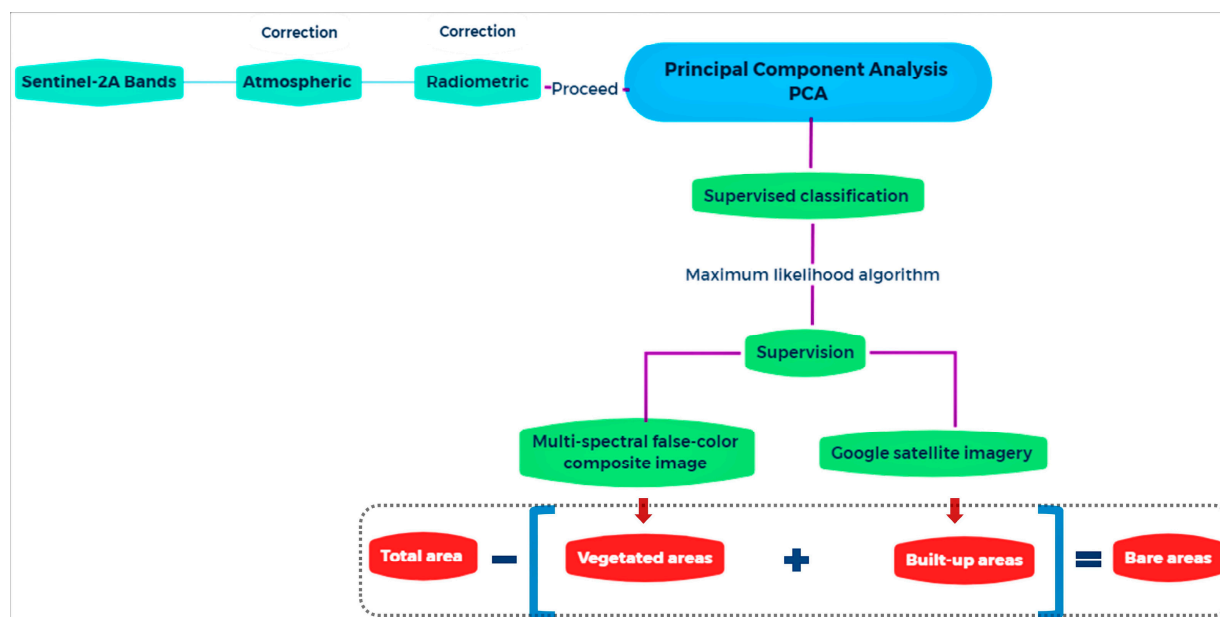 Correction
Correction
Sentinel-2A Bands
Atmospheric
Radiometric
Proceed
Principal Component Analysis
PCA
Supervised classification
Maximum likelihood algorithm
Supervision
Multi-spectral false-color
composite image
Google satellite imagery
Total area - [ Vegetated areas + Built-up areas ] = Bare areas